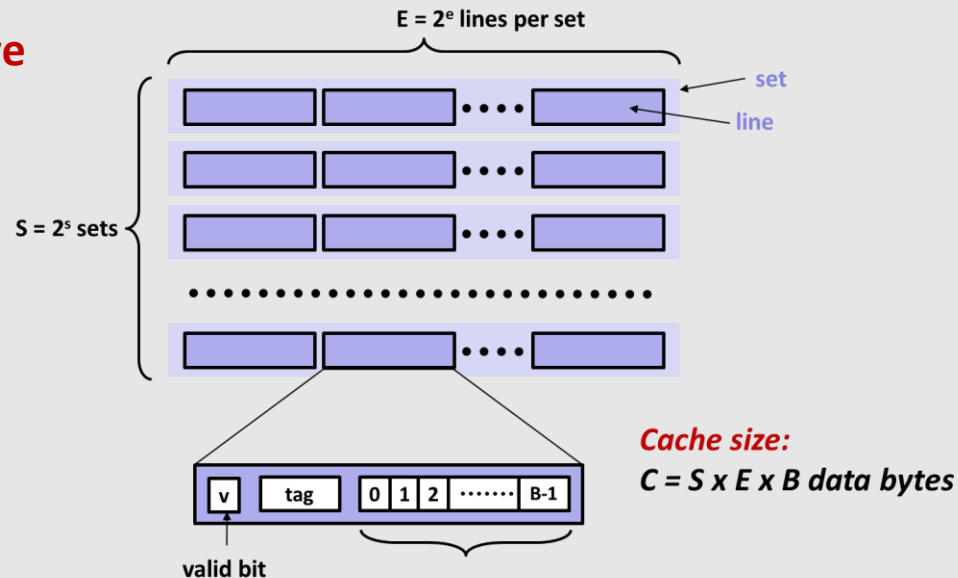 E = 2ᵉ lines per set
set
line
S = 2ˢ sets
v
tag
0
1
2
.......
B-1
valid bit
Cache size:
C = S x E x B data bytes